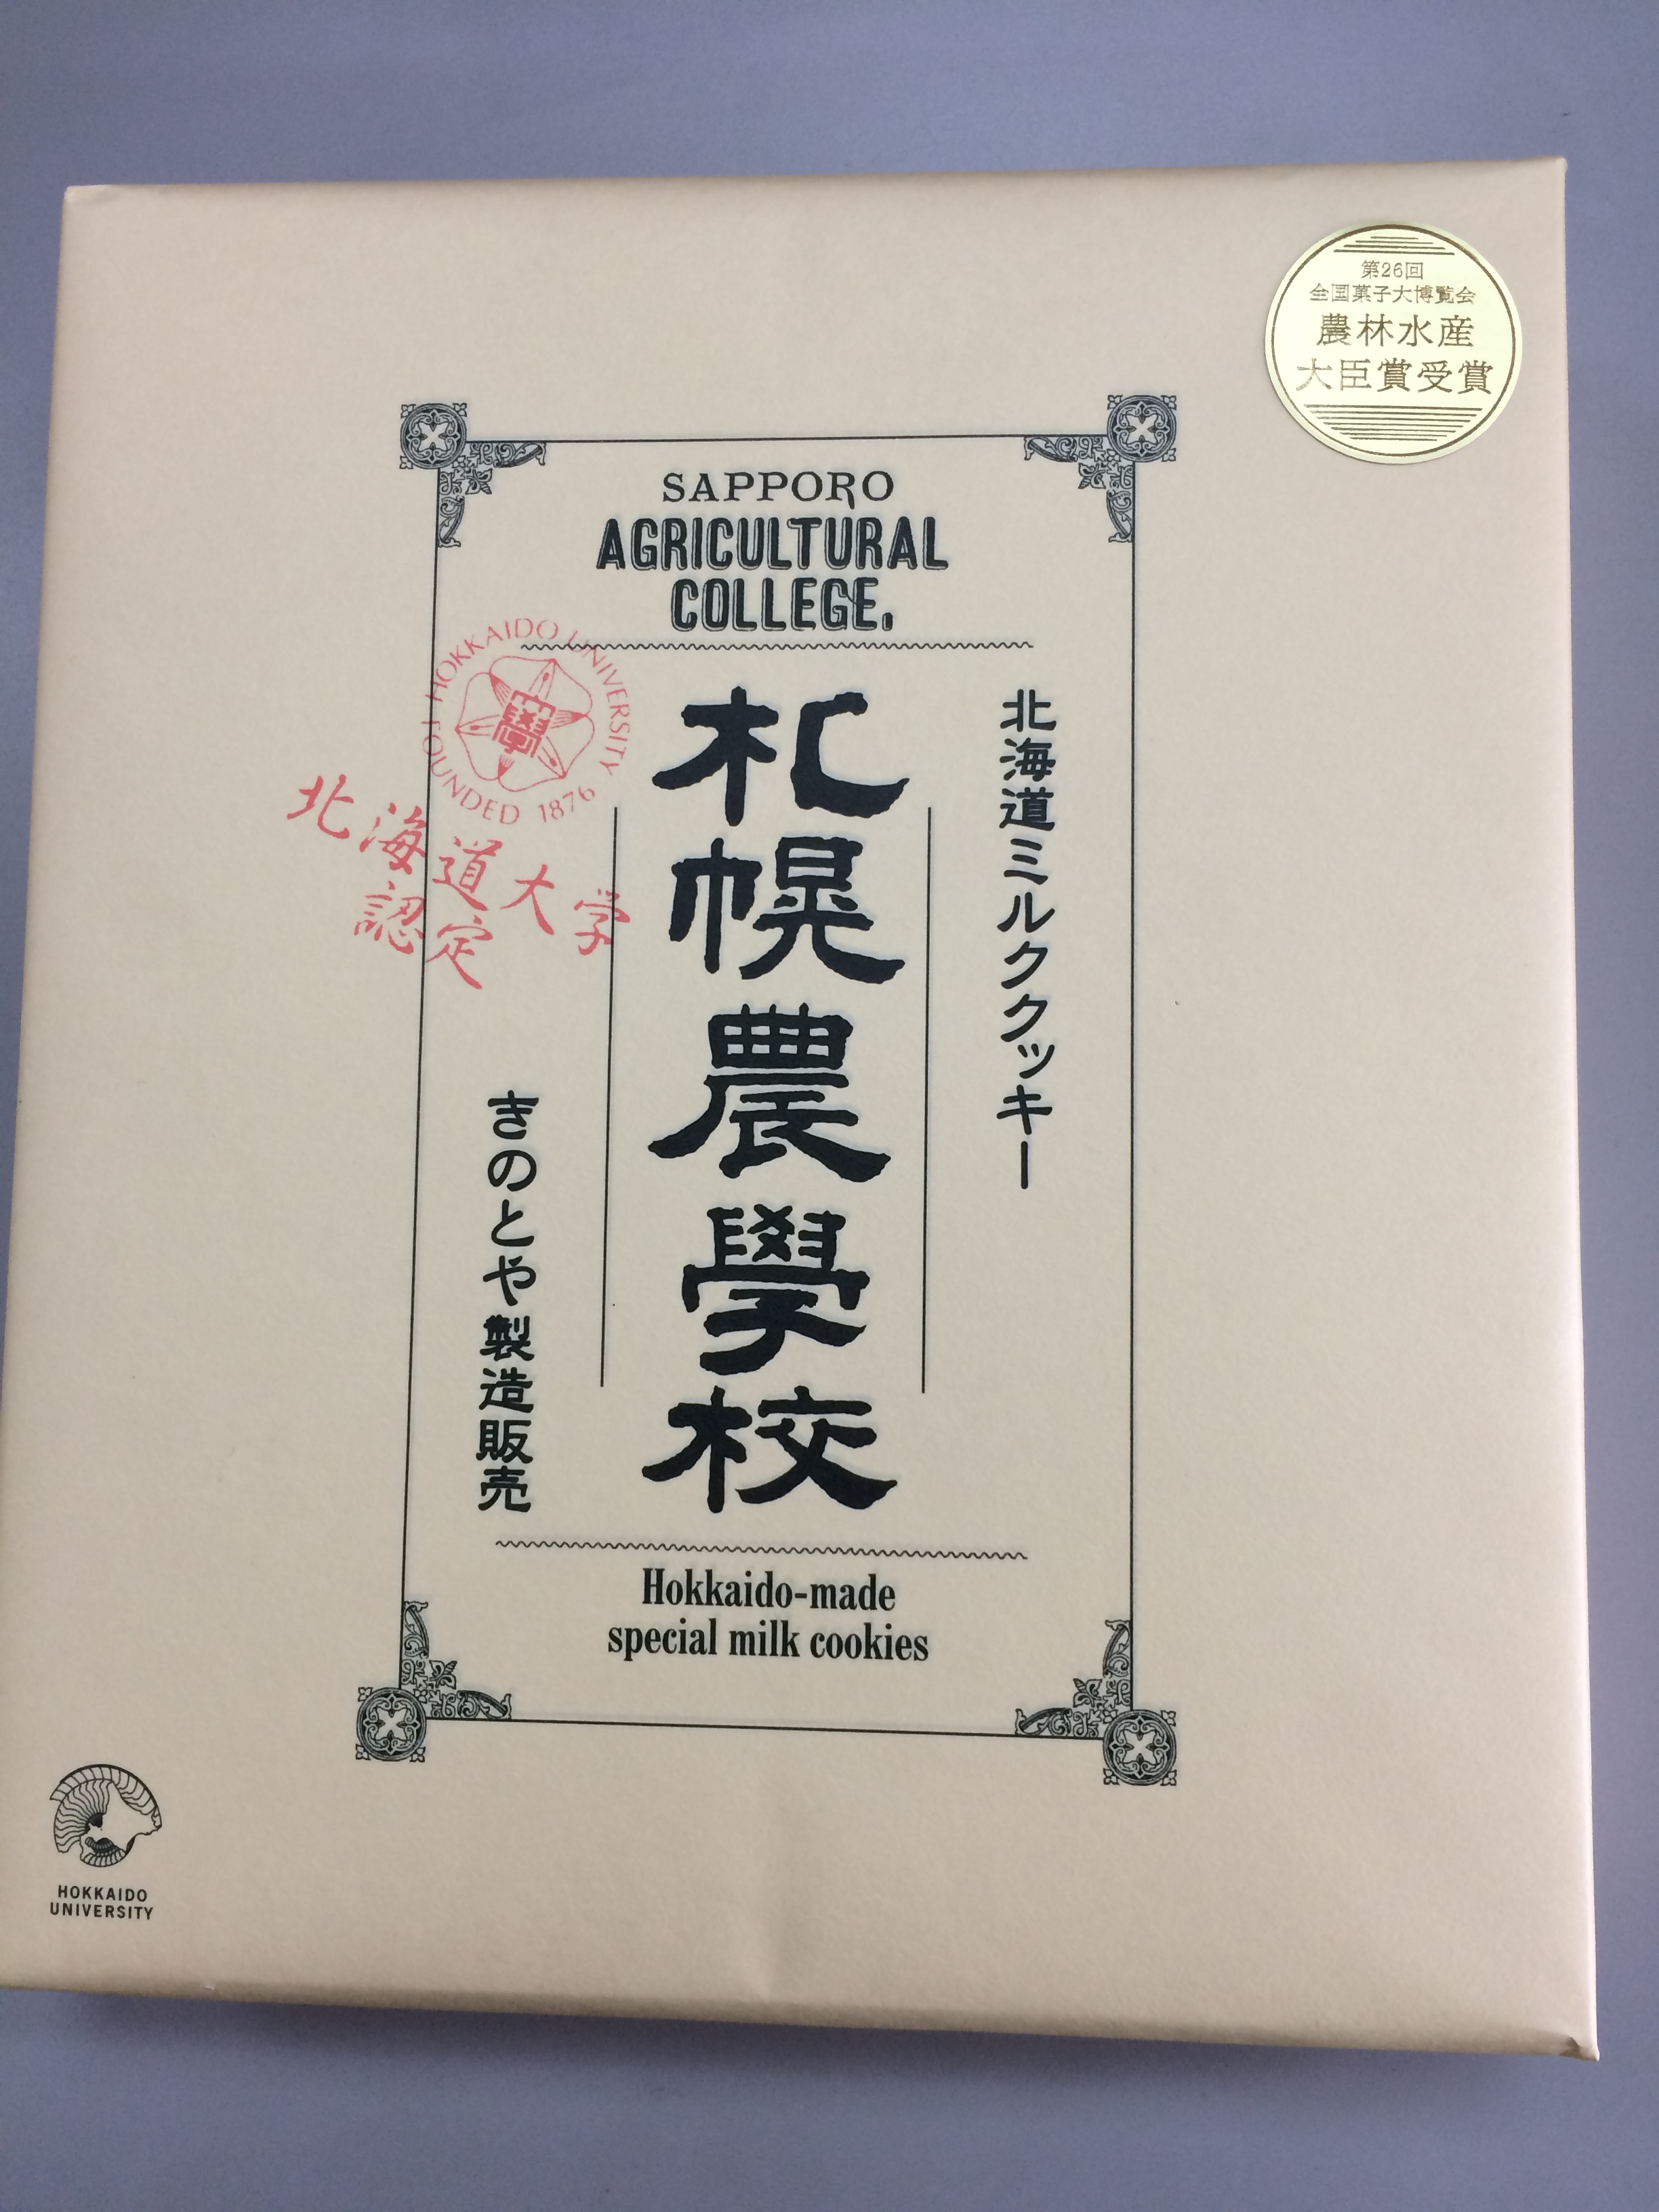 第26回
全国菓子大博覧会
農林水産
大臣賞受賞
SAPPORO
AGRICULTURAL
COLLEGE.
北海道ミルククッキー
札幌農學校
きのとや製造販売
HOKKAIDO UNIVERSITY
FOUNDED 1876
北海道大学
認定
Hokkaido-made
special milk cookies
HOKKAIDO
UNIVERSITY